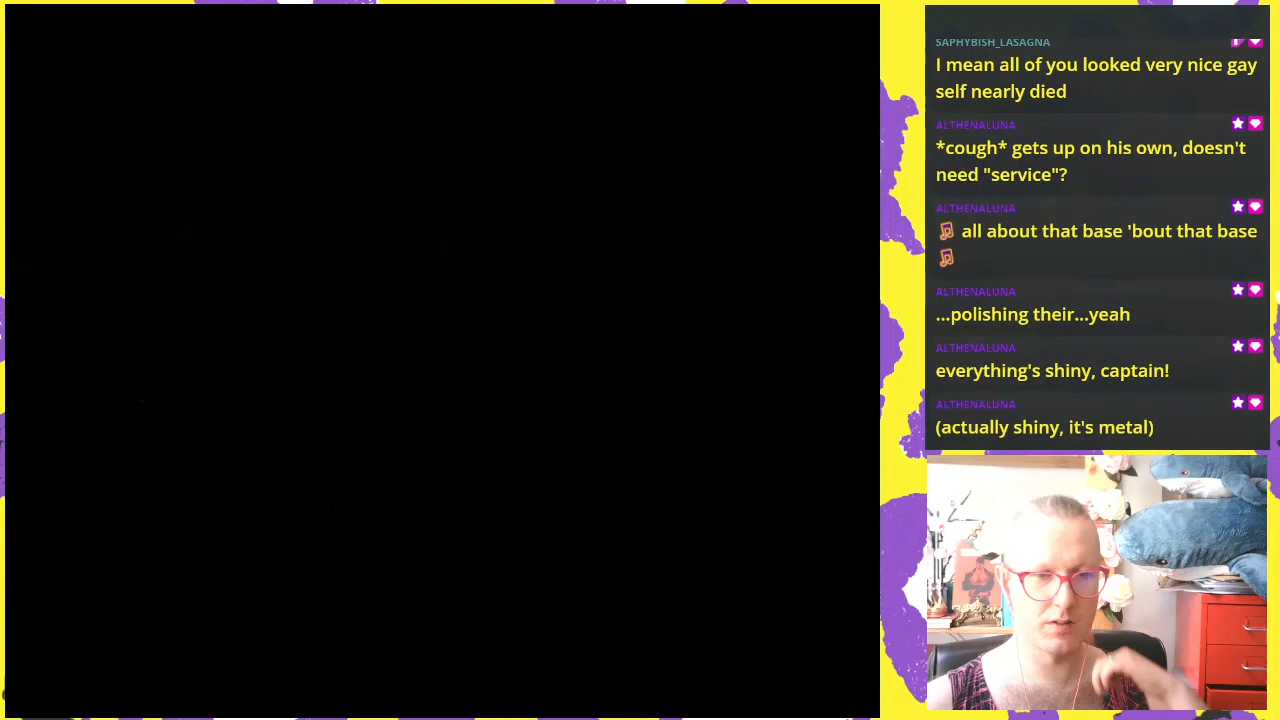 SAPHYBISH_LASAGNA
I mean all of you looked very nice gay
self nearly died
ALTHENALUNA
*cough* gets up on his own, doesn't
need "service"?
ALTHENALUNA
🎵 all about that base 'bout that base
🎵
ALTHENALUNA
...polishing their...yeah
ALTHENALUNA
everything's shiny, captain!
ALTHENALUNA
(actually shiny, it's metal)